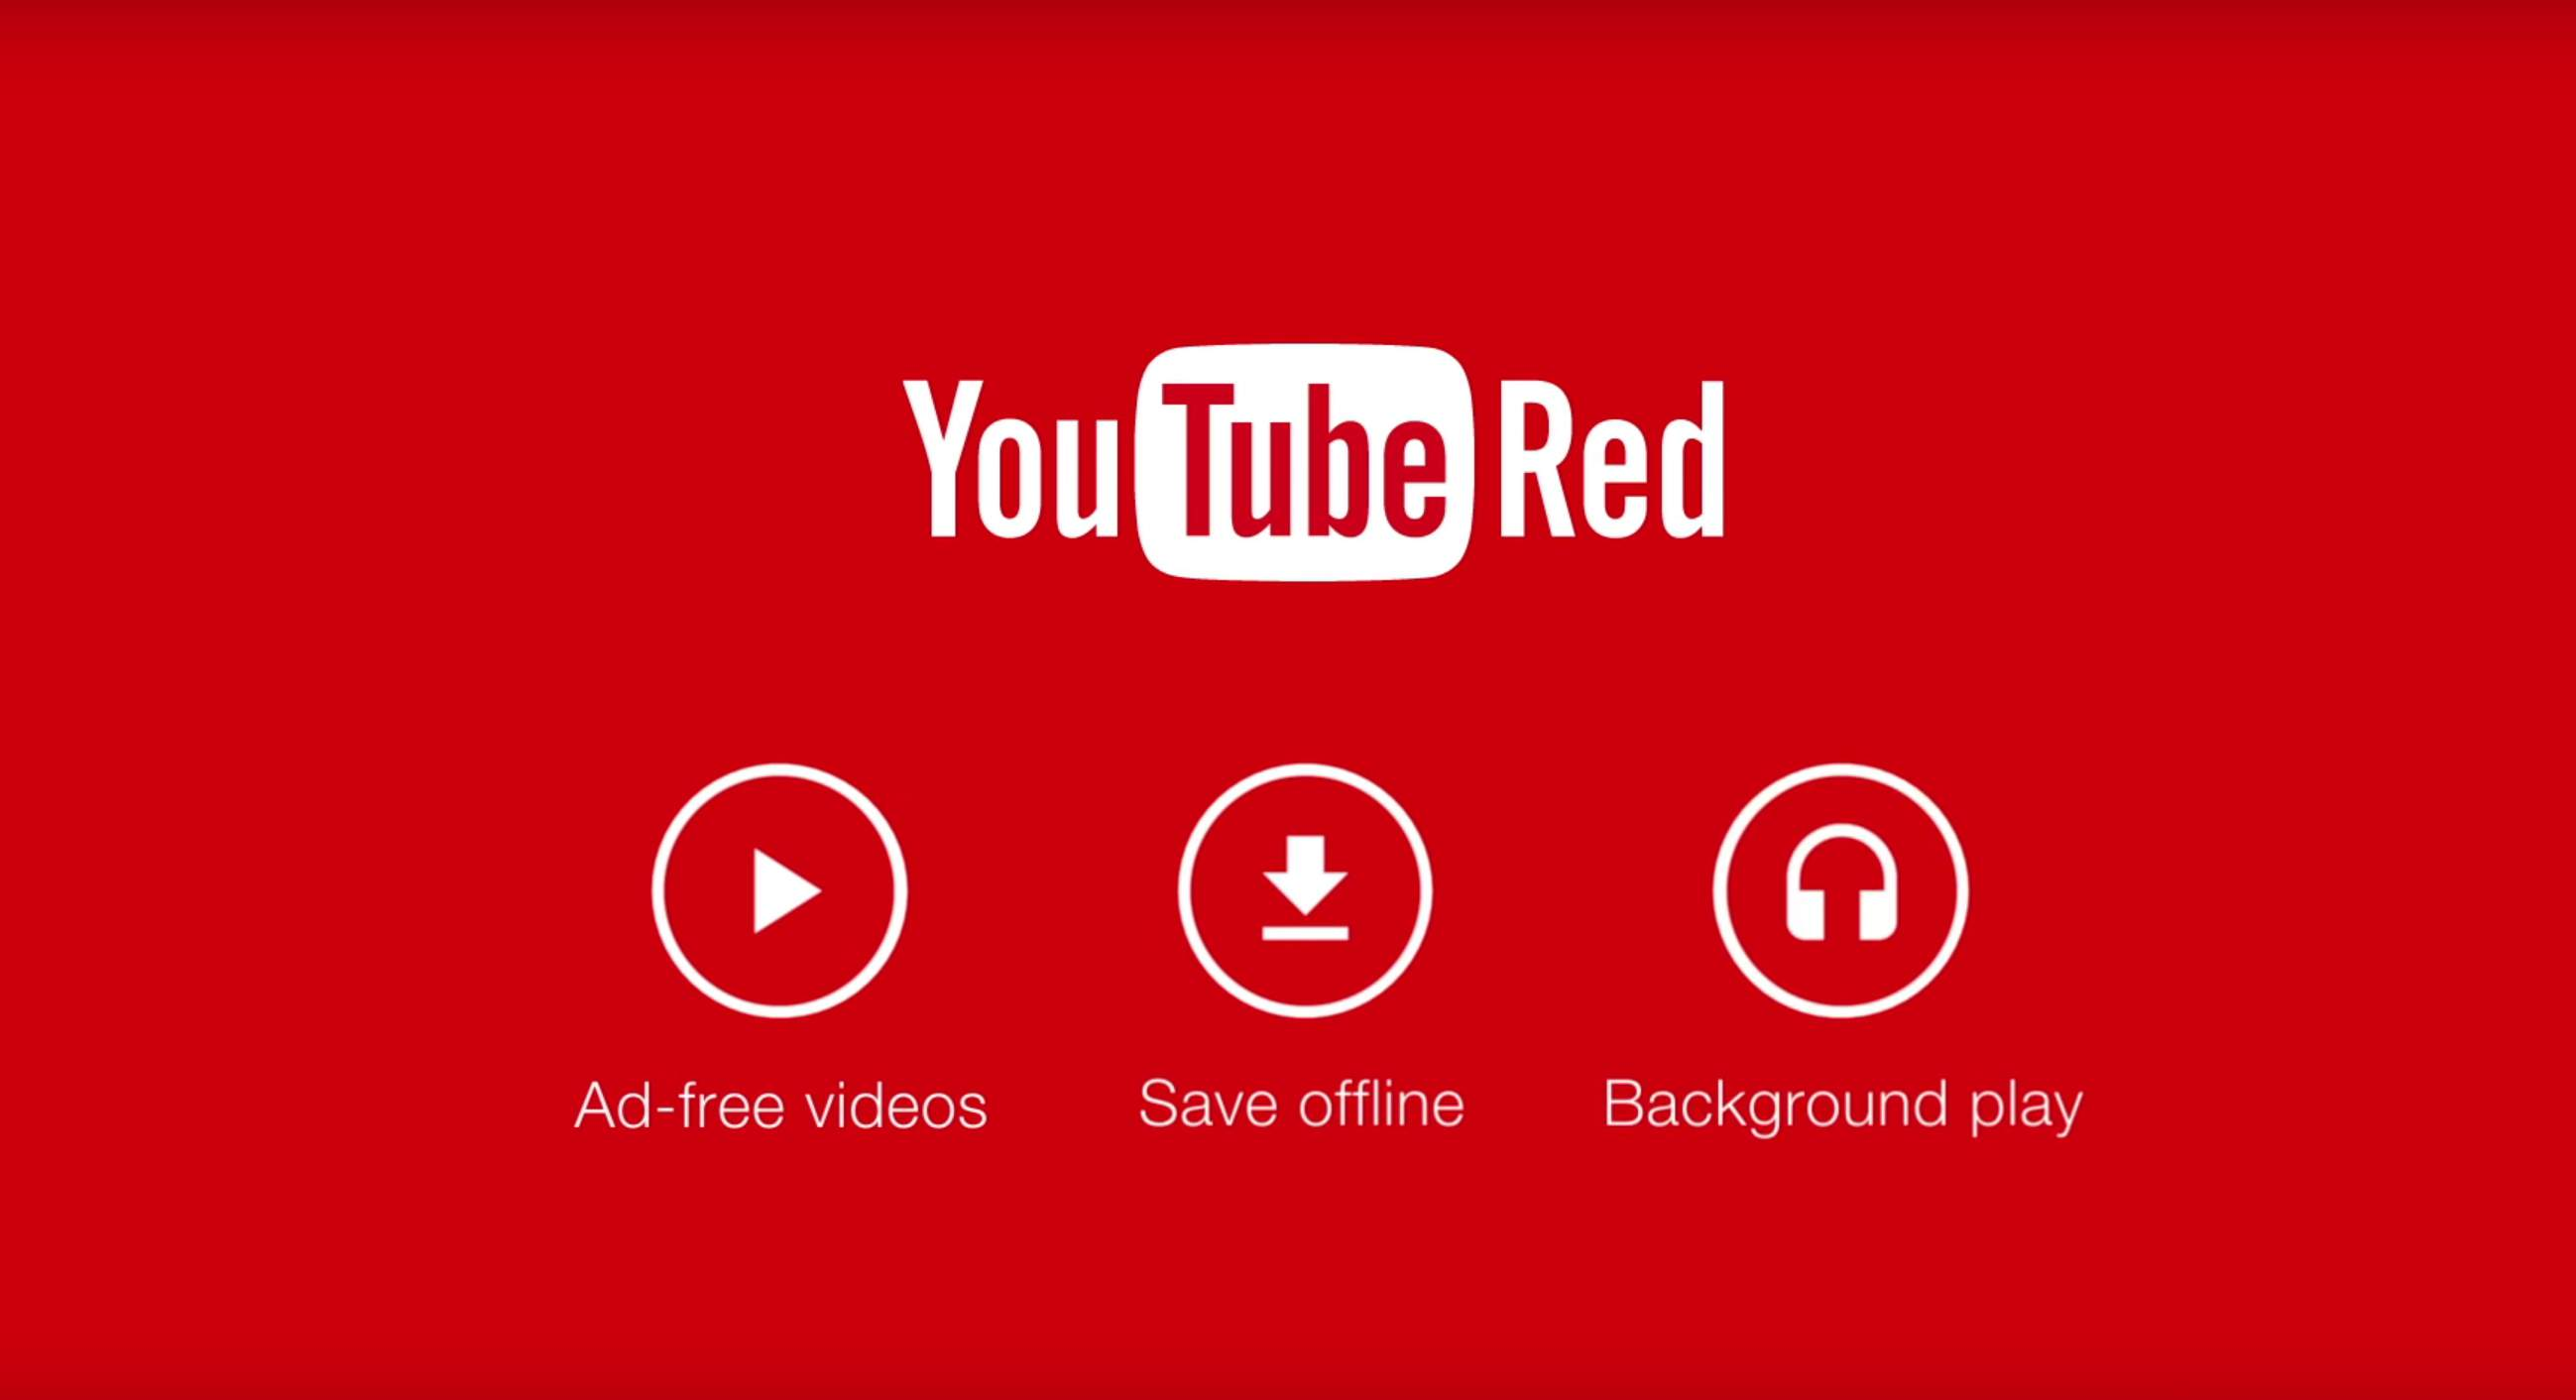 YouTube Red
Ad-free videos
Save offline
Background play